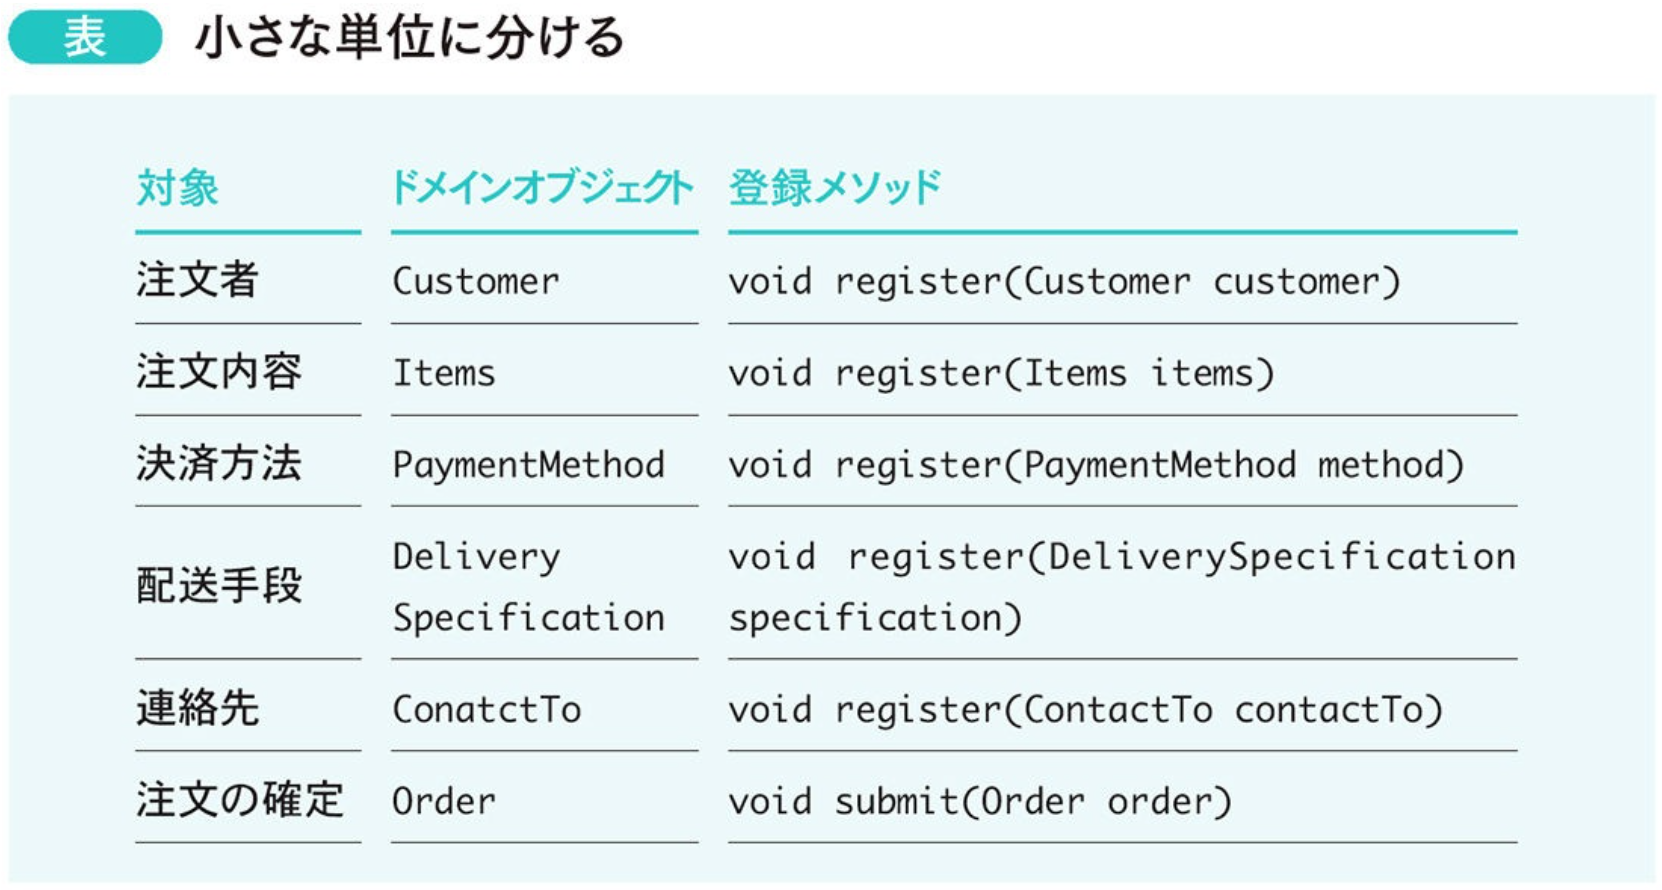 表 小さな単位に分ける
対象 ドメインオブジェクト 登録メソッド
注文者 Customer void register(Customer customer)
注文内容 Items void register(Items items)
決済方法 PaymentMethod void register(PaymentMethod method)
配送手段 Delivery void register(DeliverySpecification
Specification specification)
連絡先 ConatctTo void register(ContactTo contactTo)
注文の確定 Order void submit(Order order)